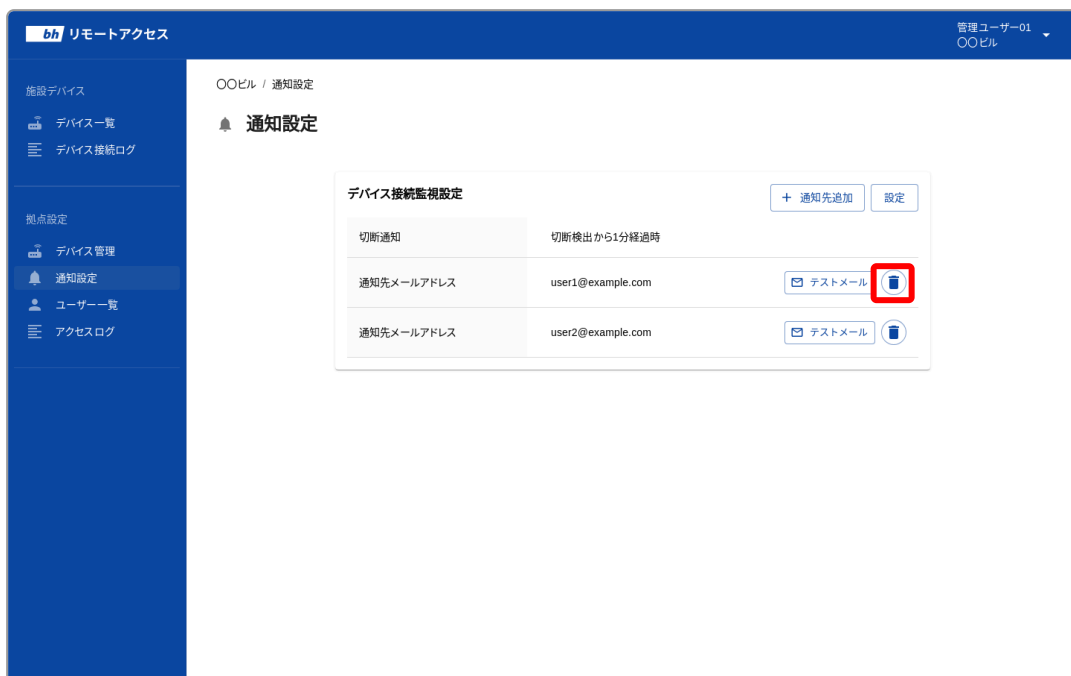 bh リモートアクセス
管理ユーザー01
〇〇ビル
施設デバイス
デバイス一覧
デバイス接続ログ
拠点設定
デバイス管理
通知設定
ユーザー一覧
アクセスログ
〇〇ビル / 通知設定
通知設定
デバイス接続監視設定
+ 通知先追加
設定
切断通知 切断検出から1分経過時
通知先メールアドレス user1@example.com テストメール
通知先メールアドレス user2@example.com テストメール